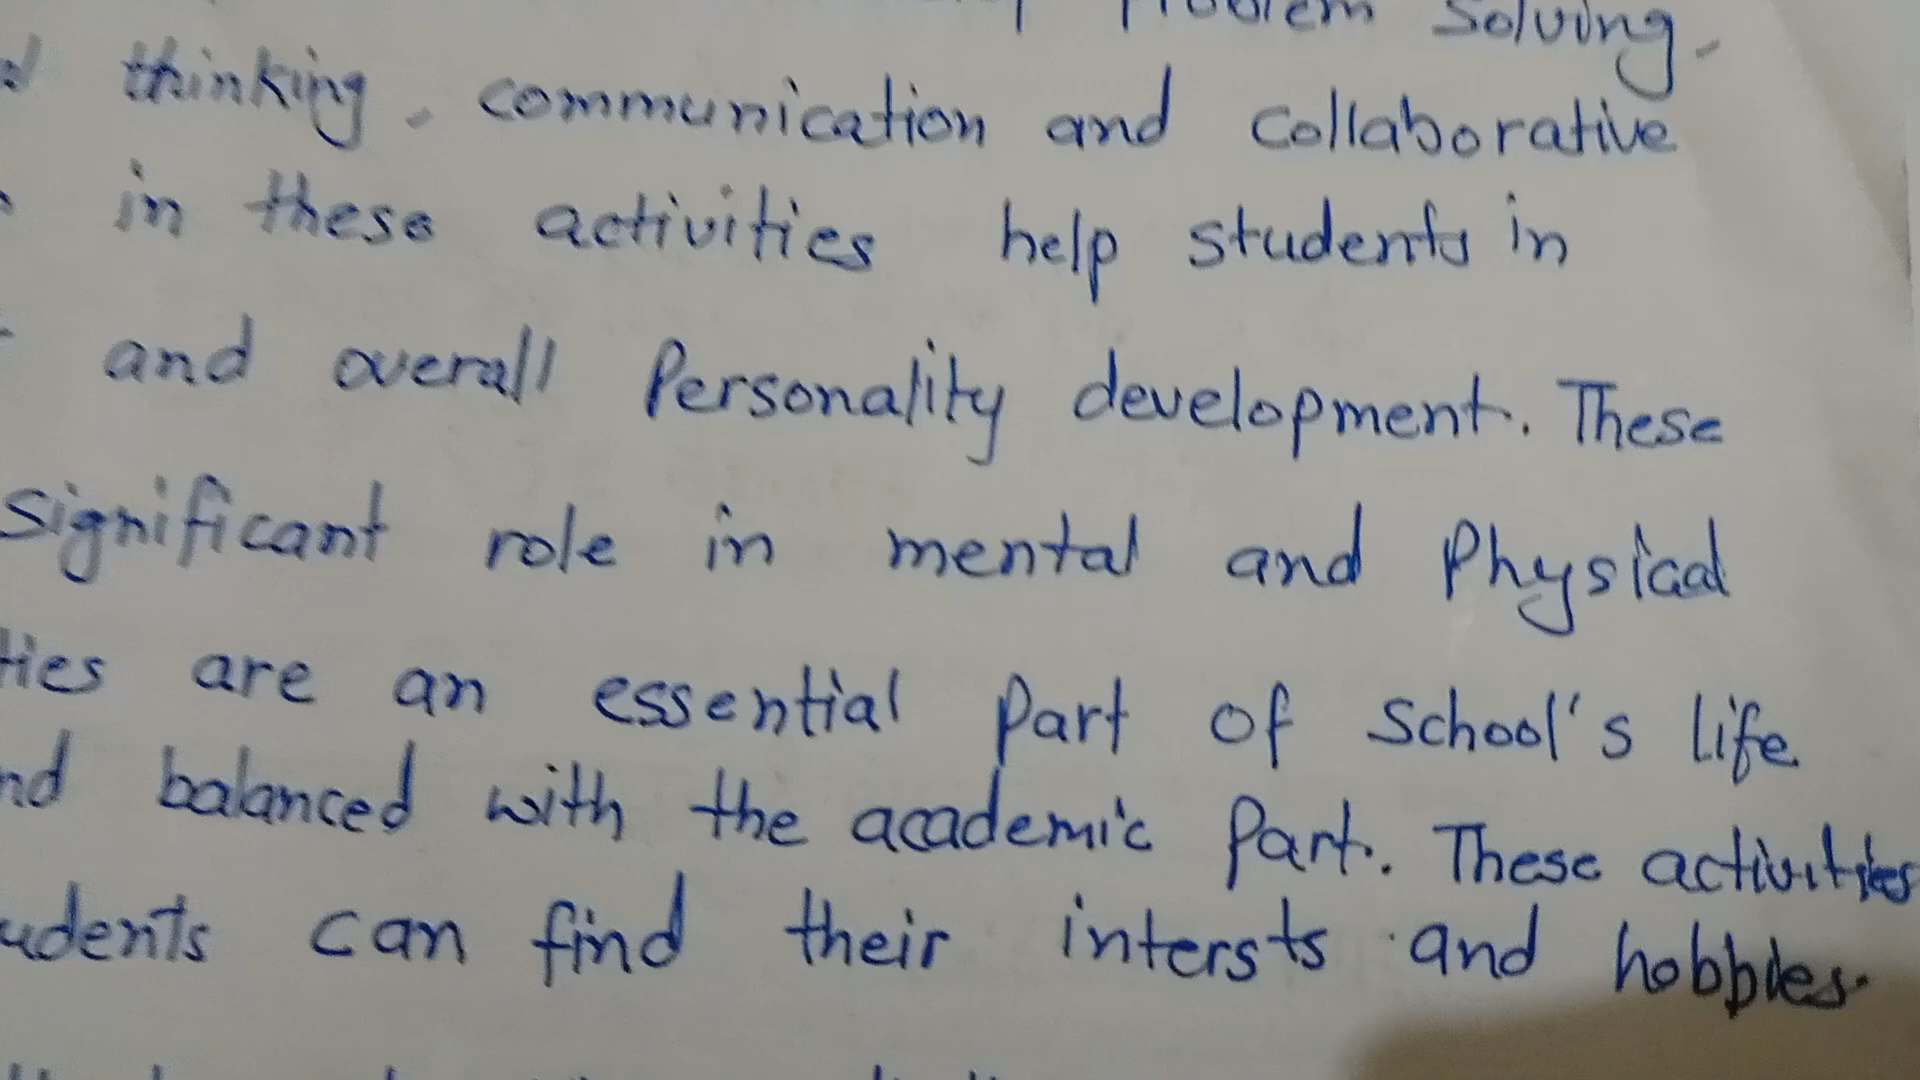 Problem Solving,
thinking, communication and collaborative
in these activities help students in
and overall Personality development. These
significant role in mental and Physical
ties are an essential Part of School's life
nd balanced with the academic Part. These activities
udents can find their intersts and hobbies.